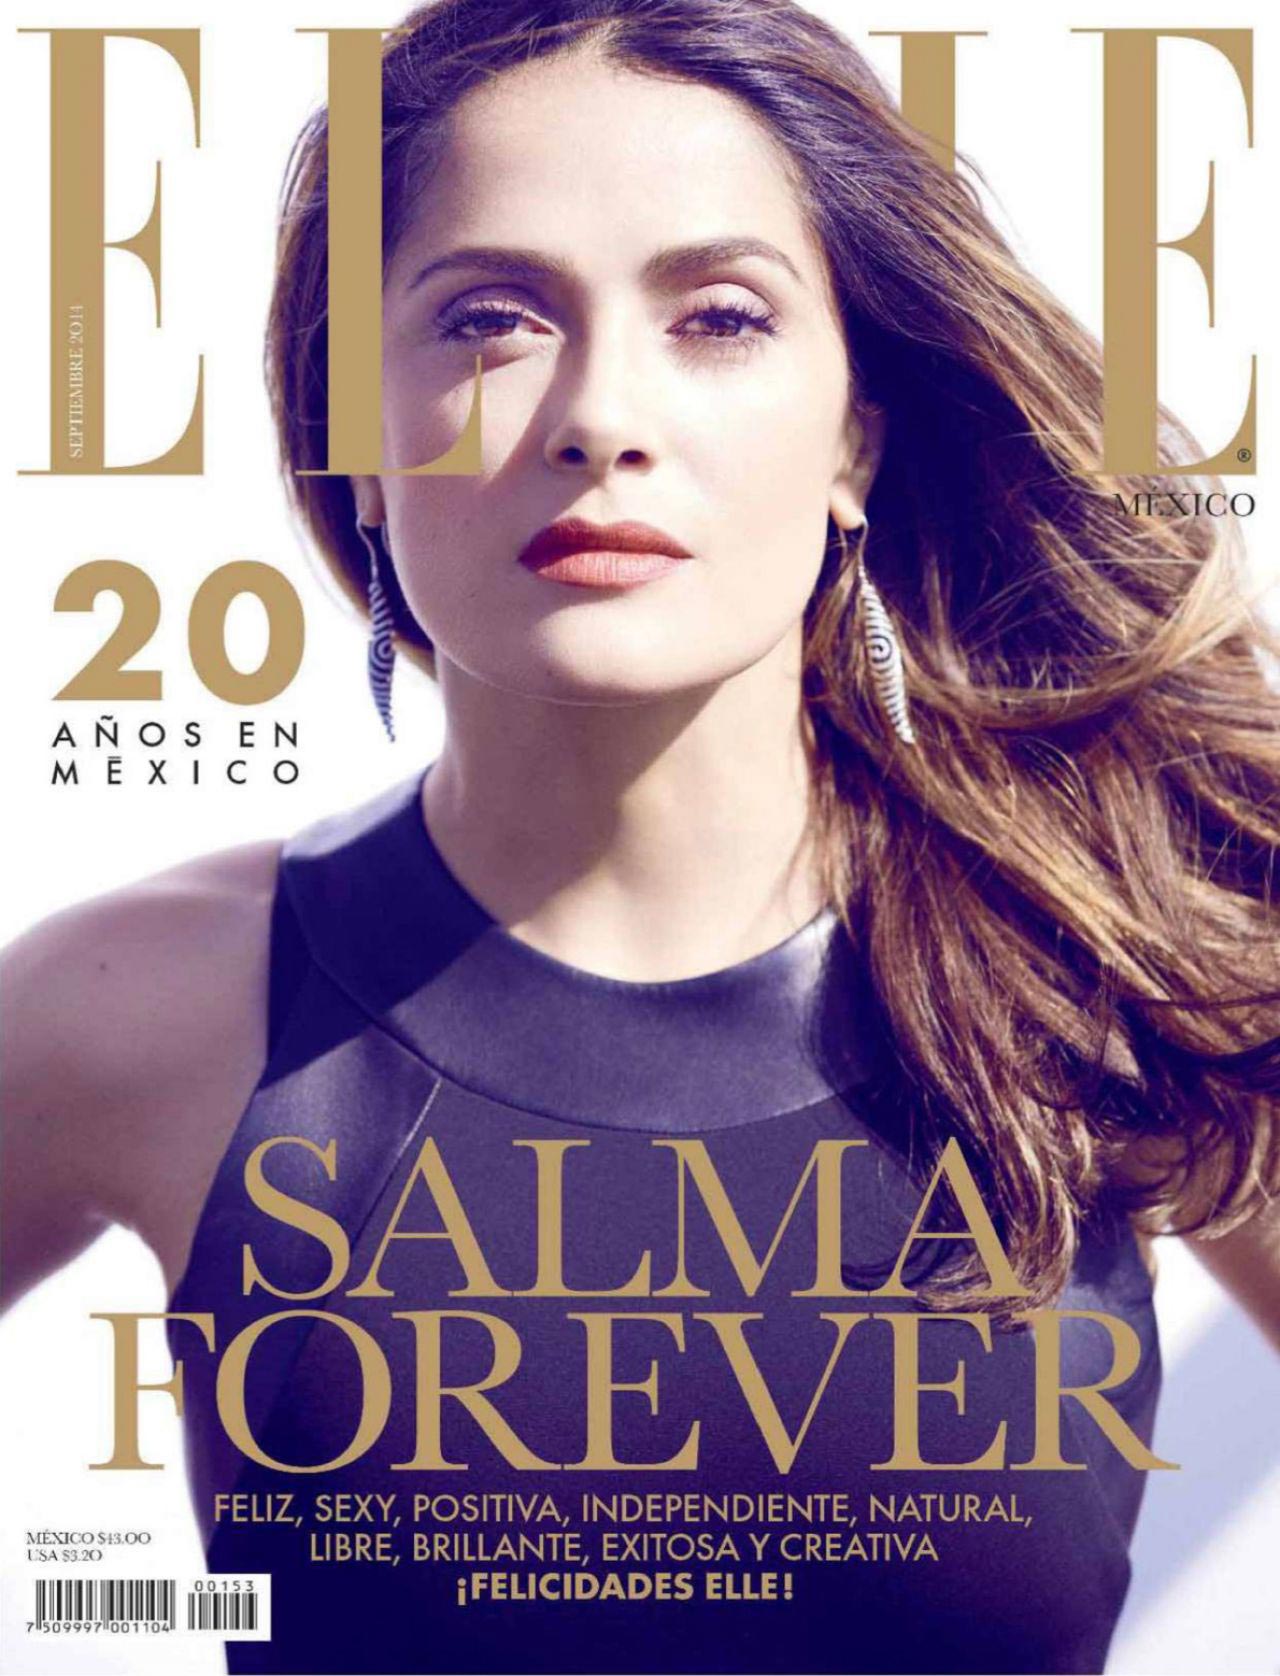 ELLE
SEPTIEMBRE 2014
®
MÉXICO
20
AÑOS EN
MÉXICO
SALMA
FOREVER
FELIZ, SEXY, POSITIVA, INDEPENDIENTE, NATURAL,
LIBRE, BRILLANTE, EXITOSA Y CREATIVA
¡FELICIDADES ELLE!
MÉXICO $43.00
USA $3.20
00153
7 509997 001104